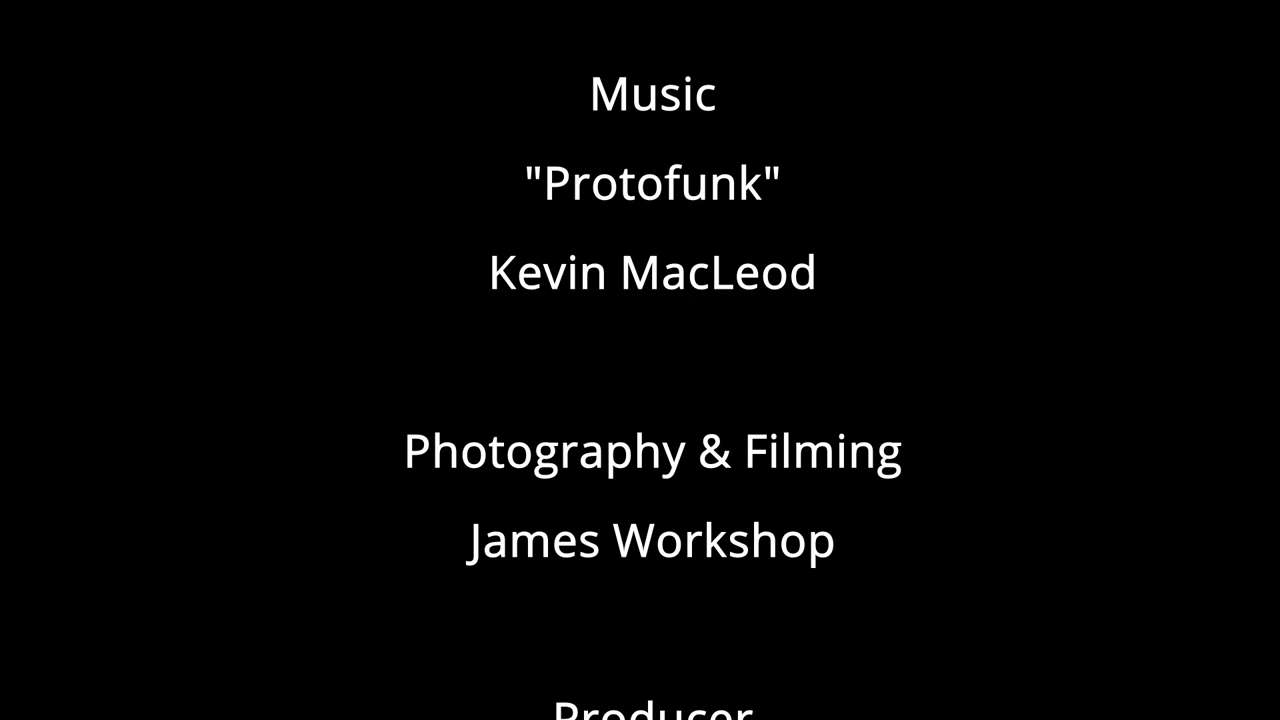 Music
"Protofunk"
Kevin MacLeod
Photography & Filming
James Workshop
Producer